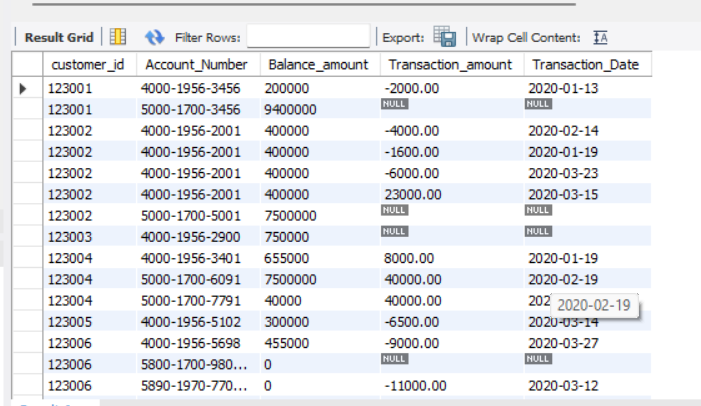 Result Grid Filter Rows: Export: Wrap Cell Content:
customer_id Account_Number Balance_amount Transaction_amount Transaction_Date
123001 4000-1956-3456 200000 -2000.00 2020-01-13
123001 5000-1700-3456 9400000 NULL NULL
123002 4000-1956-2001 400000 -4000.00 2020-02-14
123002 4000-1956-2001 400000 -1600.00 2020-01-19
123002 4000-1956-2001 400000 -6000.00 2020-03-23
123002 4000-1956-2001 400000 23000.00 2020-03-15
123002 5000-1700-5001 7500000 NULL NULL
123003 4000-1956-2900 750000 NULL NULL
123004 4000-1956-3401 655000 8000.00 2020-01-19
123004 5000-1700-6091 7500000 40000.00 2020-02-19
123004 5000-1700-7791 40000 40000.00 202 2020-02-19
123005 4000-1956-5102 300000 -6500.00 2020-03-14
123006 4000-1956-5698 455000 -9000.00 2020-03-27
123006 5800-1700-980... 0 NULL NULL
123006 5890-1970-770... 0 -11000.00 2020-03-12